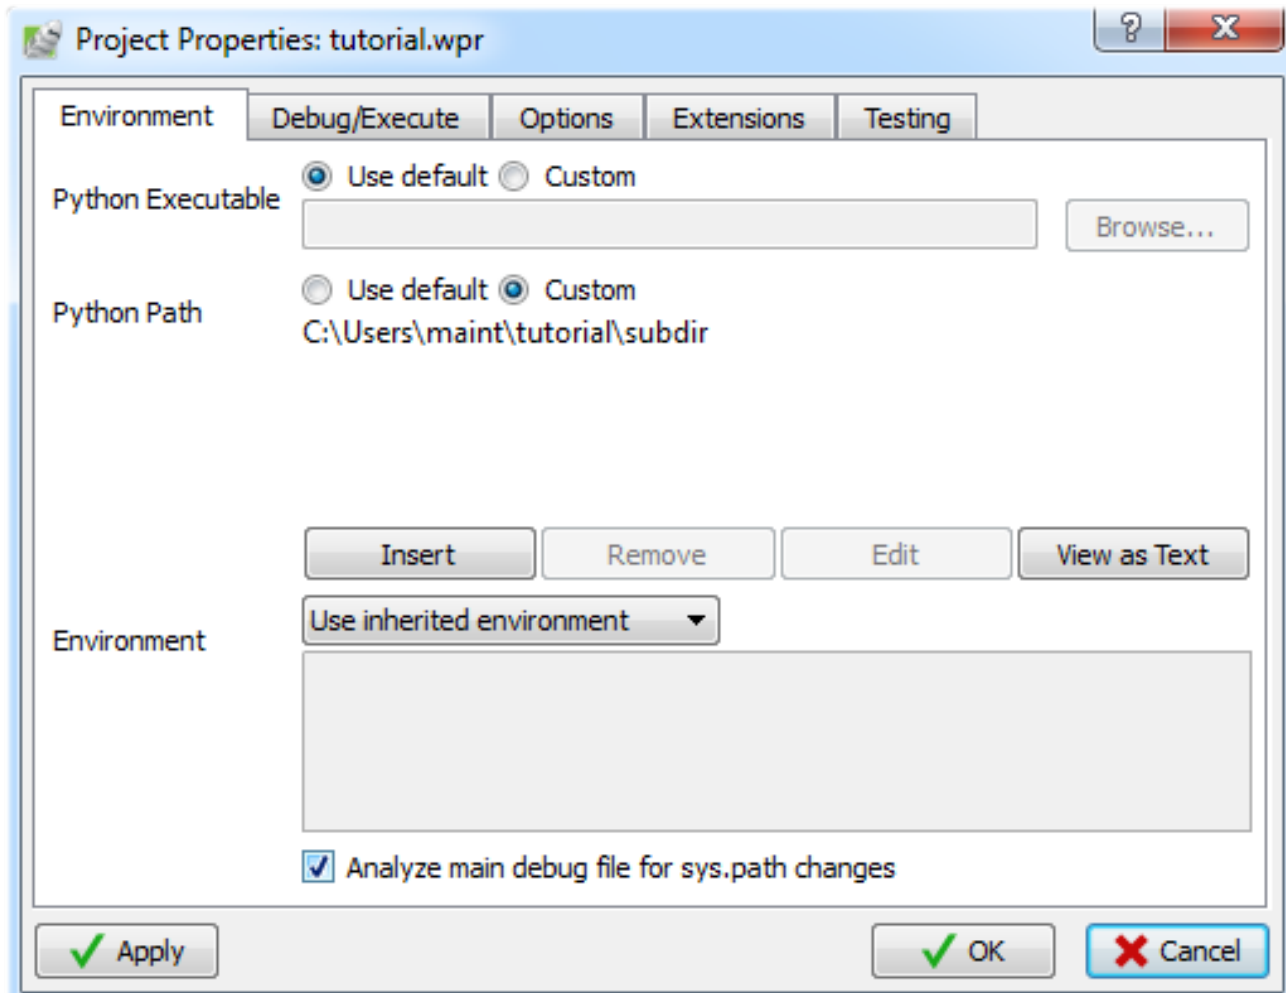 Project Properties: tutorial.wpr
?
Environment Debug/Execute Options Extensions Testing
Python Executable
Use default Custom
Browse...
Python Path
Use default Custom
C:\Users\maint\tutorial\subdir
Insert Remove Edit View as Text
Environment
Use inherited environment
Analyze main debug file for sys.path changes
Apply OK Cancel